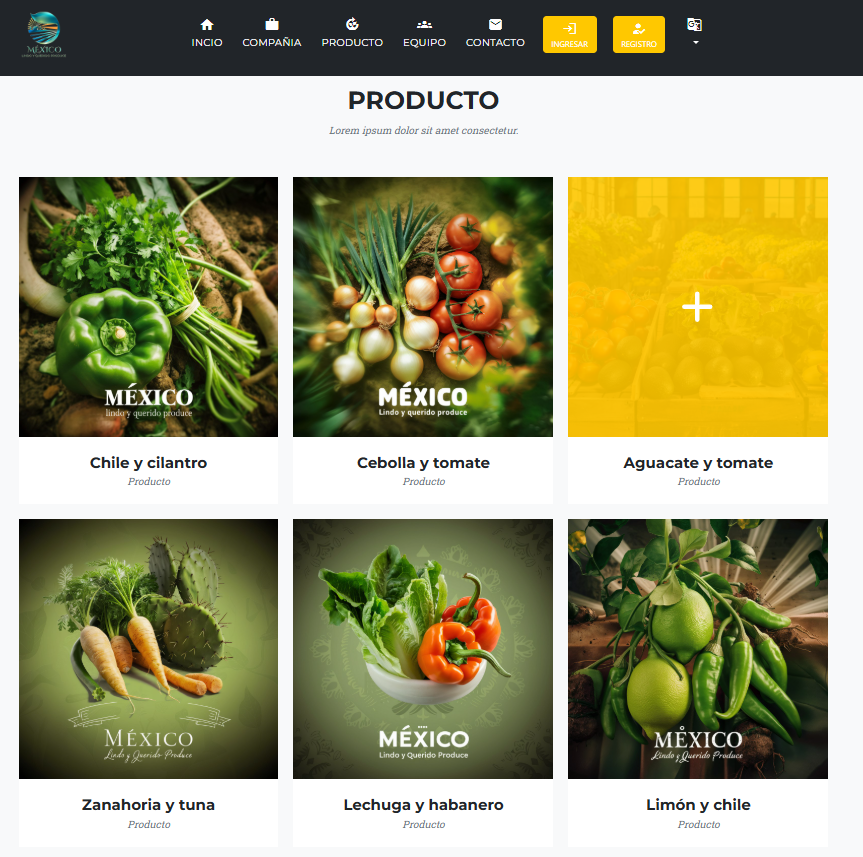 MÉXICO
INCIO
COMPAÑIA
PRODUCTO
EQUIPO
CONTACTO
INGRESAR
REGISTRO
PRODUCTO
Lorem ipsum dolor sit amet consectetur.
MÉXICO
lindo y querido produce
MÉXICO
Lindo y querido produce
Chile y cilantro
Producto
Cebolla y tomate
Producto
Aguacate y tomate
Producto
MÉXICO
Lindo y Querido Produce
MÉXICO
Lindo y Querido Produce
MÉXICO
Lindo y Querido Produce
Zanahoria y tuna
Producto
Lechuga y habanero
Producto
Limón y chile
Producto